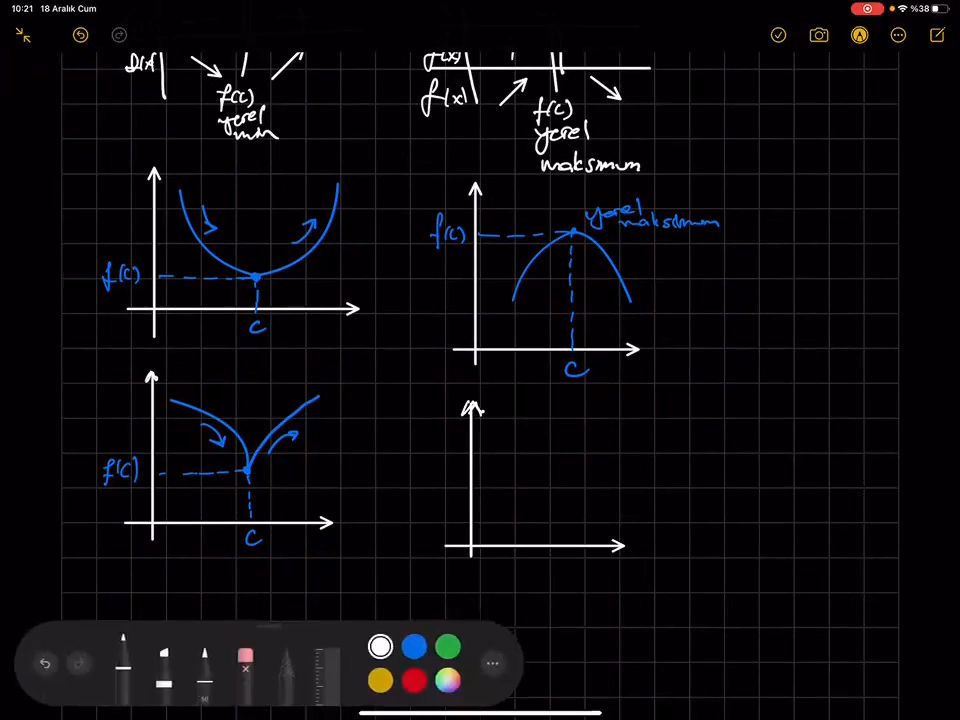 10:21 18 Aralık Cum
%38
f(x)
f(c)
yerel
min
f(x)
f(c)
yerel
maksimum
f(c)
c
f(c)
yerel
maksimum
c
f(c)
c